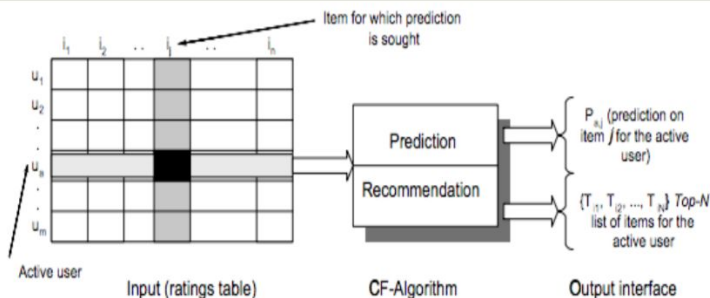 Item for which prediction
is sought
i1 i2 . . ij . . in
u1
u2
.
.
ua
.
.
um
Active user
Input (ratings table)
Prediction
Recommendation
CF-Algorithm
Pa,j (prediction on
item j for the active
user)
{Ti1, Ti2, ..., TiN} Top-N
list of items for the
active user
Output interface